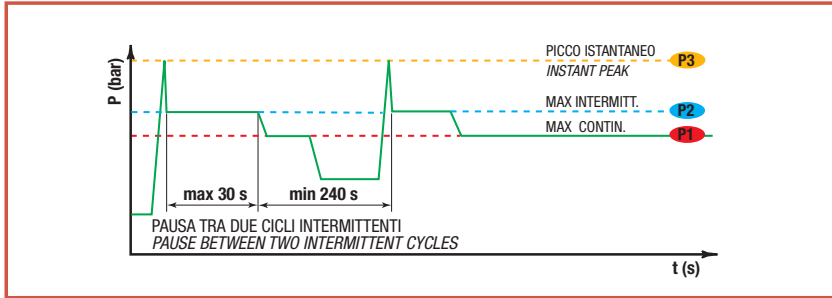 P (bar)
PICCO ISTANTANEO
INSTANT PEAK
P3
MAX INTERMITT.
P2
MAX CONTIN.
P1
max 30 s
min 240 s
PAUSA TRA DUE CICLI INTERMITTENTI
PAUSE BETWEEN TWO INTERMITTENT CYCLES
t (s)